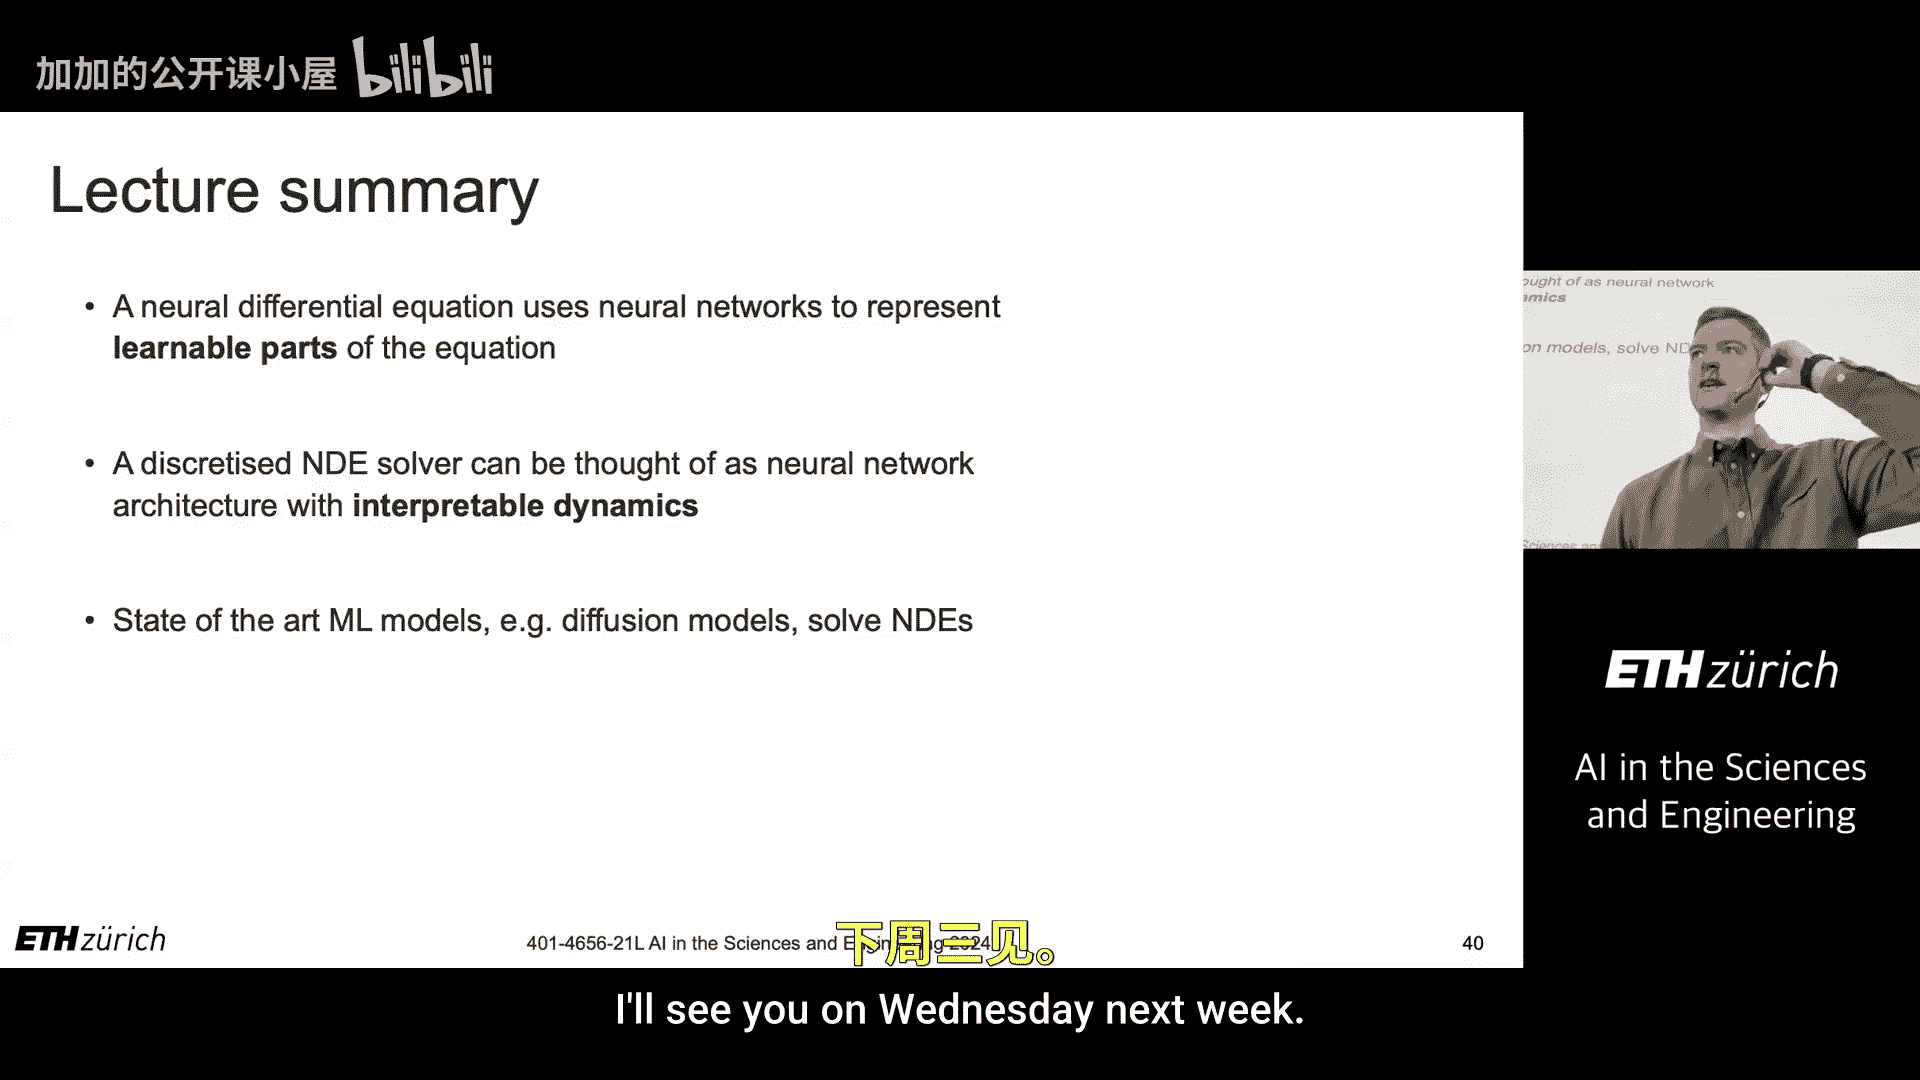 加加的公开课小屋 bilibili
Lecture summary
• A neural differential equation uses neural networks to represent
learnable parts of the equation
• A discretised NDE solver can be thought of as neural network
architecture with interpretable dynamics
• State of the art ML models, e.g. diffusion models, solve NDEs
ought of as neural network
amics
on models, solve ND
Sciences an
ETH zürich
AI in the Sciences
and Engineering
ETH zürich
401-4656-21L AI in the Sciences and Engineering 2024
40
下周三见。
I'll see you on Wednesday next week.